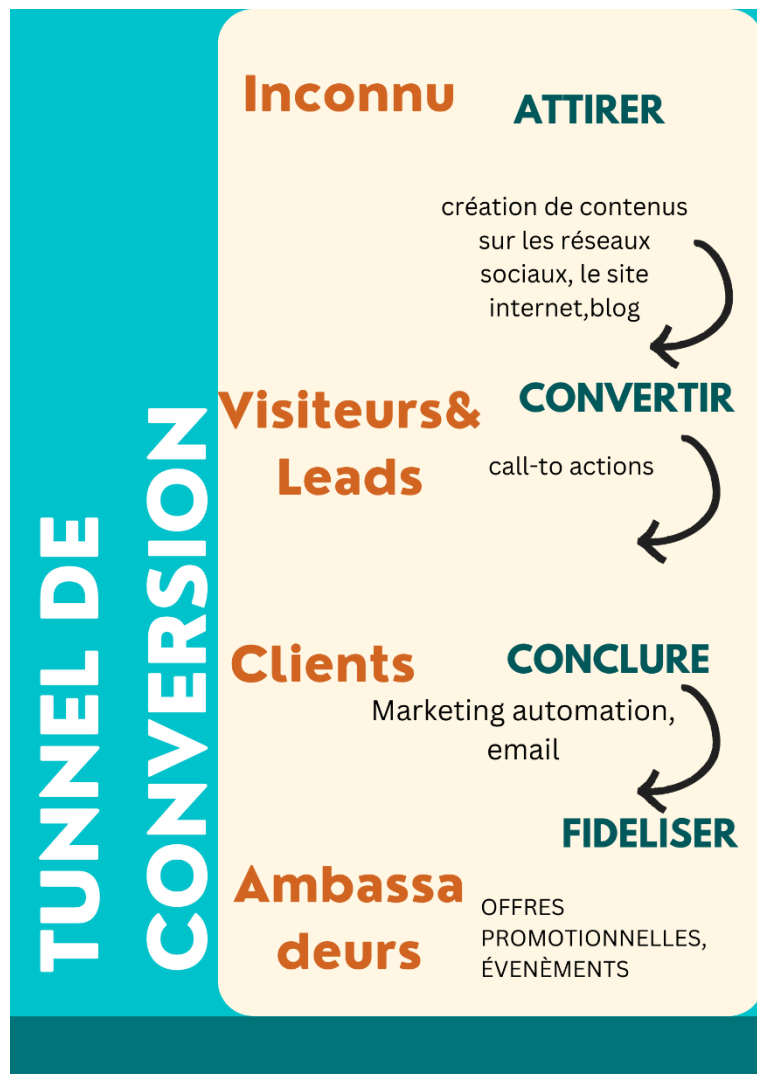 TUNNEL DE
CONVERSION
Inconnu
ATTIRER
création de contenus
sur les réseaux
sociaux, le site
internet,blog
Visiteurs&
Leads
CONVERTIR
call-to actions
Clients
CONCLURE
Marketing automation,
email
FIDELISER
Ambassa
deurs
OFFRES
PROMOTIONNELLES,
ÉVENÈMENTS